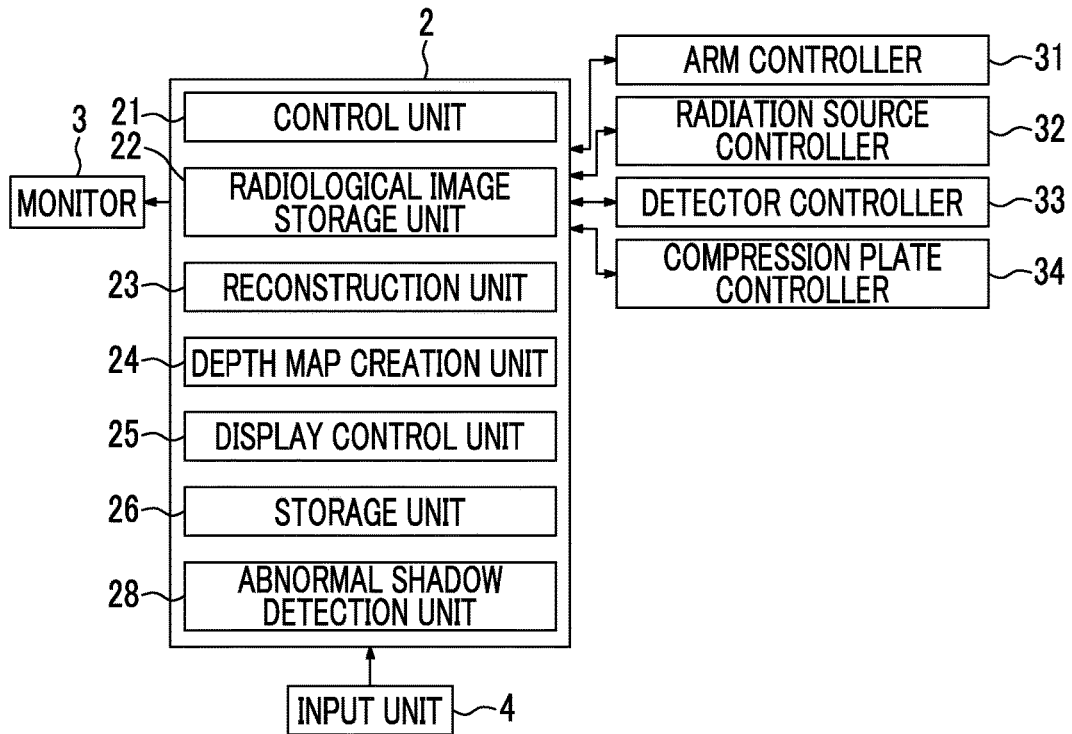 2
21
CONTROL UNIT
22
RADIOLOGICAL IMAGE
STORAGE UNIT
23
RECONSTRUCTION UNIT
24
DEPTH MAP CREATION UNIT
25
DISPLAY CONTROL UNIT
26
STORAGE UNIT
28
ABNORMAL SHADOW
DETECTION UNIT
3
MONITOR
ARM CONTROLLER
31
RADIATION SOURCE
CONTROLLER
32
DETECTOR CONTROLLER
33
COMPRESSION PLATE
CONTROLLER
34
INPUT UNIT
4